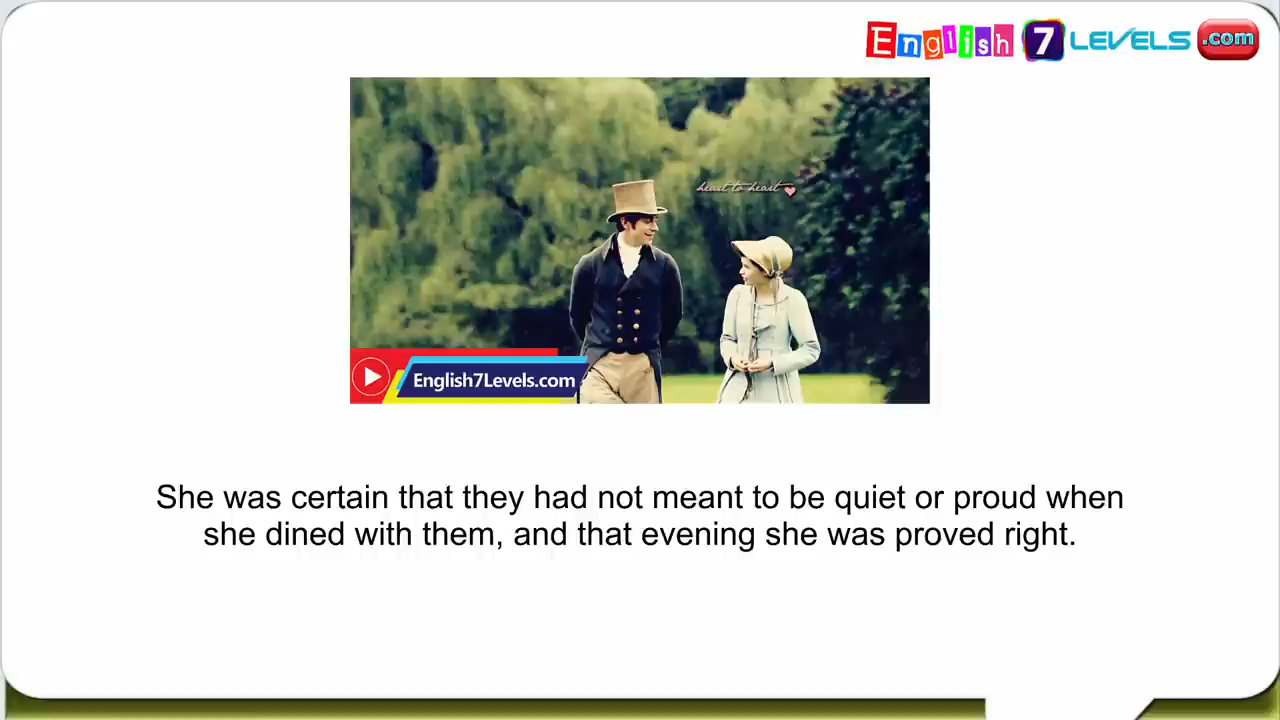 English 7 LEVELS .com
heart to heart
English7Levels.com
She was certain that they had not meant to be quiet or proud when
she dined with them, and that evening she was proved right.